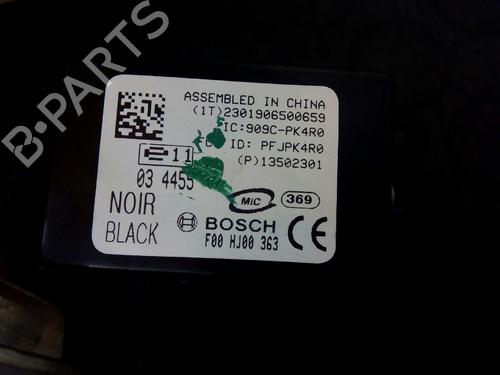 ASSEMBLED IN CHINA
(1T)2301906500659
IC:909C-PK4R0
ID: PFJPK4R0
(P)13502301
e 11
03 4455
MiC
369
NOIR
BLACK
BOSCH
F00 HJ00 363
CE
B-PARTS